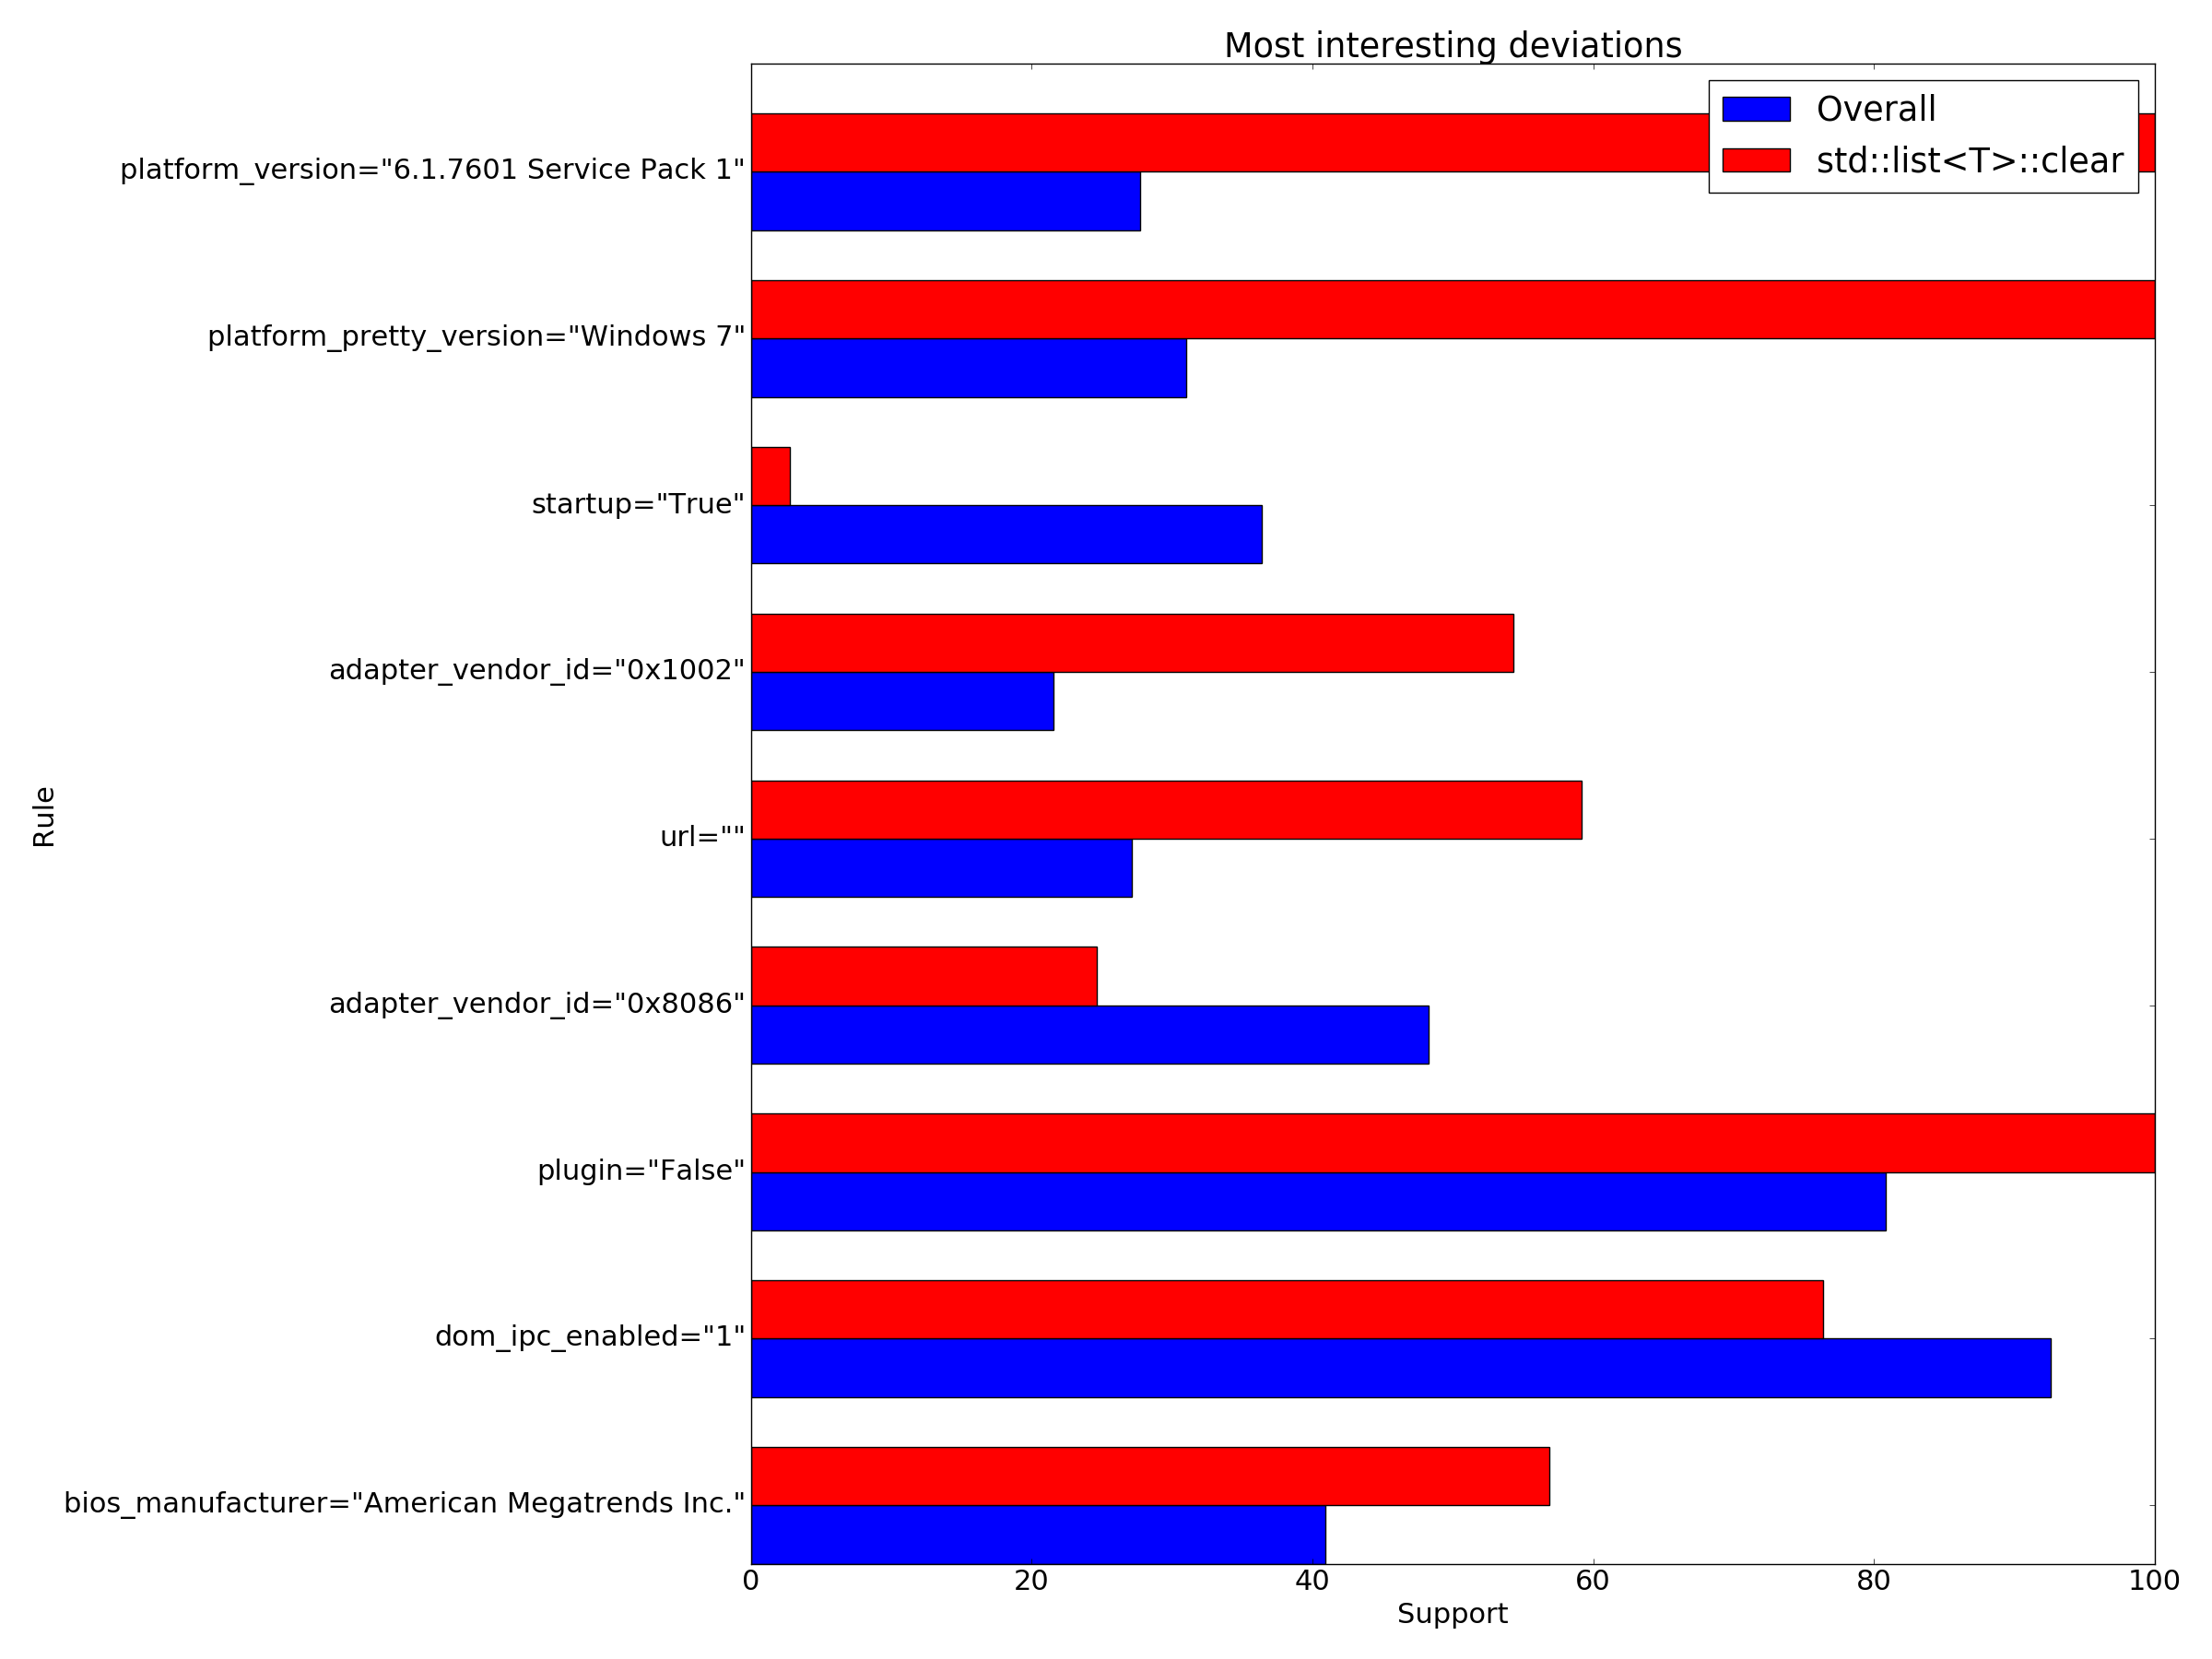 Most interesting deviations
Overall
std::list<T>::clear
platform_version="6.1.7601 Service Pack 1"
platform_pretty_version="Windows 7"
startup="True"
adapter_vendor_id="0x1002"
url=""
adapter_vendor_id="0x8086"
plugin="False"
dom_ipc_enabled="1"
bios_manufacturer="American Megatrends Inc."
Rule
0 20 40 60 80 100
Support